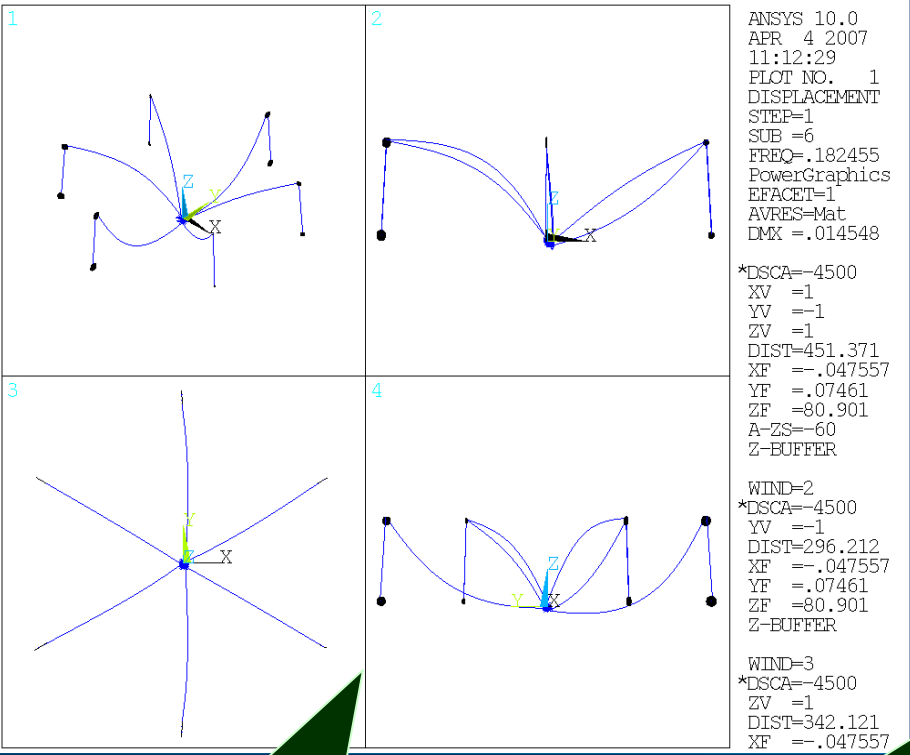 1
Z
Y
X
2
Z
X
3
Y
Z
X
4
Z
Y
X
ANSYS 10.0
APR 4 2007
11:12:29
PLOT NO. 1
DISPLACEMENT
STEP=1
SUB =6
FREQ=.182455
PowerGraphics
EFACET=1
AVRES=Mat
DMX =.014548
*DSCA=-4500
XV =1
YV =-1
ZV =1
DIST=451.371
XF =-.047557
YF =.07461
ZF =80.901
A-ZS=-60
Z-BUFFER
WIND=2
*DSCA=-4500
YV =-1
DIST=296.212
XF =-.047557
YF =.07461
ZF =80.901
Z-BUFFER
WIND=3
*DSCA=-4500
ZV =1
DIST=342.121
XF =-.047557